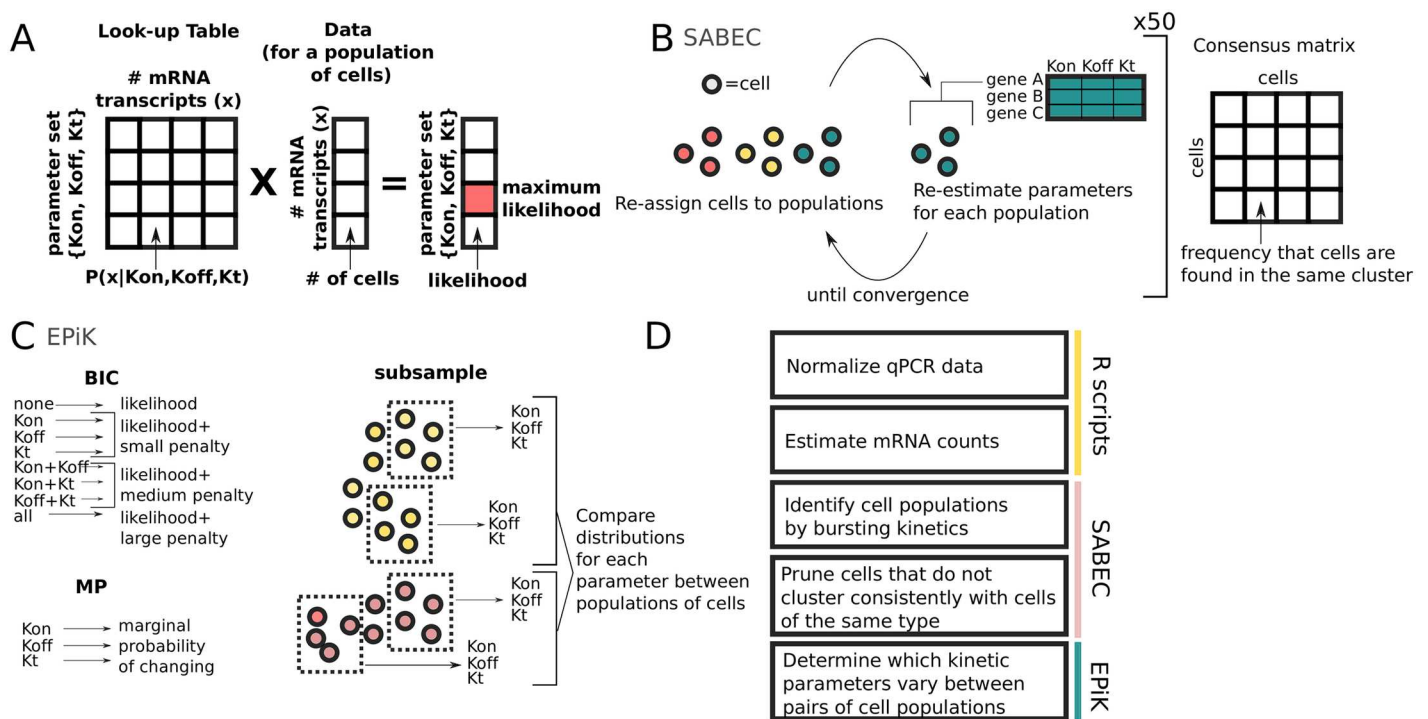 A
Look-up Table
# mRNA
transcripts (x)
parameter set
{Kon, Koff, Kt}
P(x|Kon,Koff,Kt)
X
Data
(for a population
of cells)
# mRNA
transcripts (x)
# of cells
=
parameter set
{Kon, Koff, Kt}
maximum
likelihood
likelihood
B SABEC
=cell
Re-assign cells to populations
gene A
gene B
gene C
Kon Koff Kt
Re-estimate parameters
for each population
until convergence
x50
Consensus matrix
cells
cells
frequency that cells are
found in the same cluster
C EPiK
BIC
none
likelihood
Kon
Koff
Kt
likelihood+
small penalty
Kon+Koff
Kon+Kt
Koff+Kt
likelihood+
medium penalty
all
likelihood+
large penalty
MP
Kon
Koff
Kt
marginal
probability
of changing
subsample
Kon
Koff
Kt
Kon
Koff
Kt
Kon
Koff
Kt
Kon
Koff
Kt
Compare
distributions
for each
parameter between
populations of cells
D
Normalize qPCR data
Estimate mRNA counts
R scripts
Identify cell populations
by bursting kinetics
Prune cells that do not
cluster consistently with cells
of the same type
SABEC
Determine which kinetic
parameters vary between
pairs of cell populations
EPiK